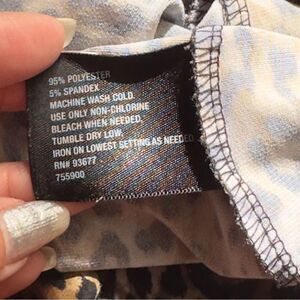 95% POLYESTER
5% SPANDEX
MACHINE WASH COLD.
USE ONLY NON-CHLORINE
BLEACH WHEN NEEDED.
TUMBLE DRY LOW.
IRON ON LOWEST SETTING AS NEEDED
RN# 93677
755900